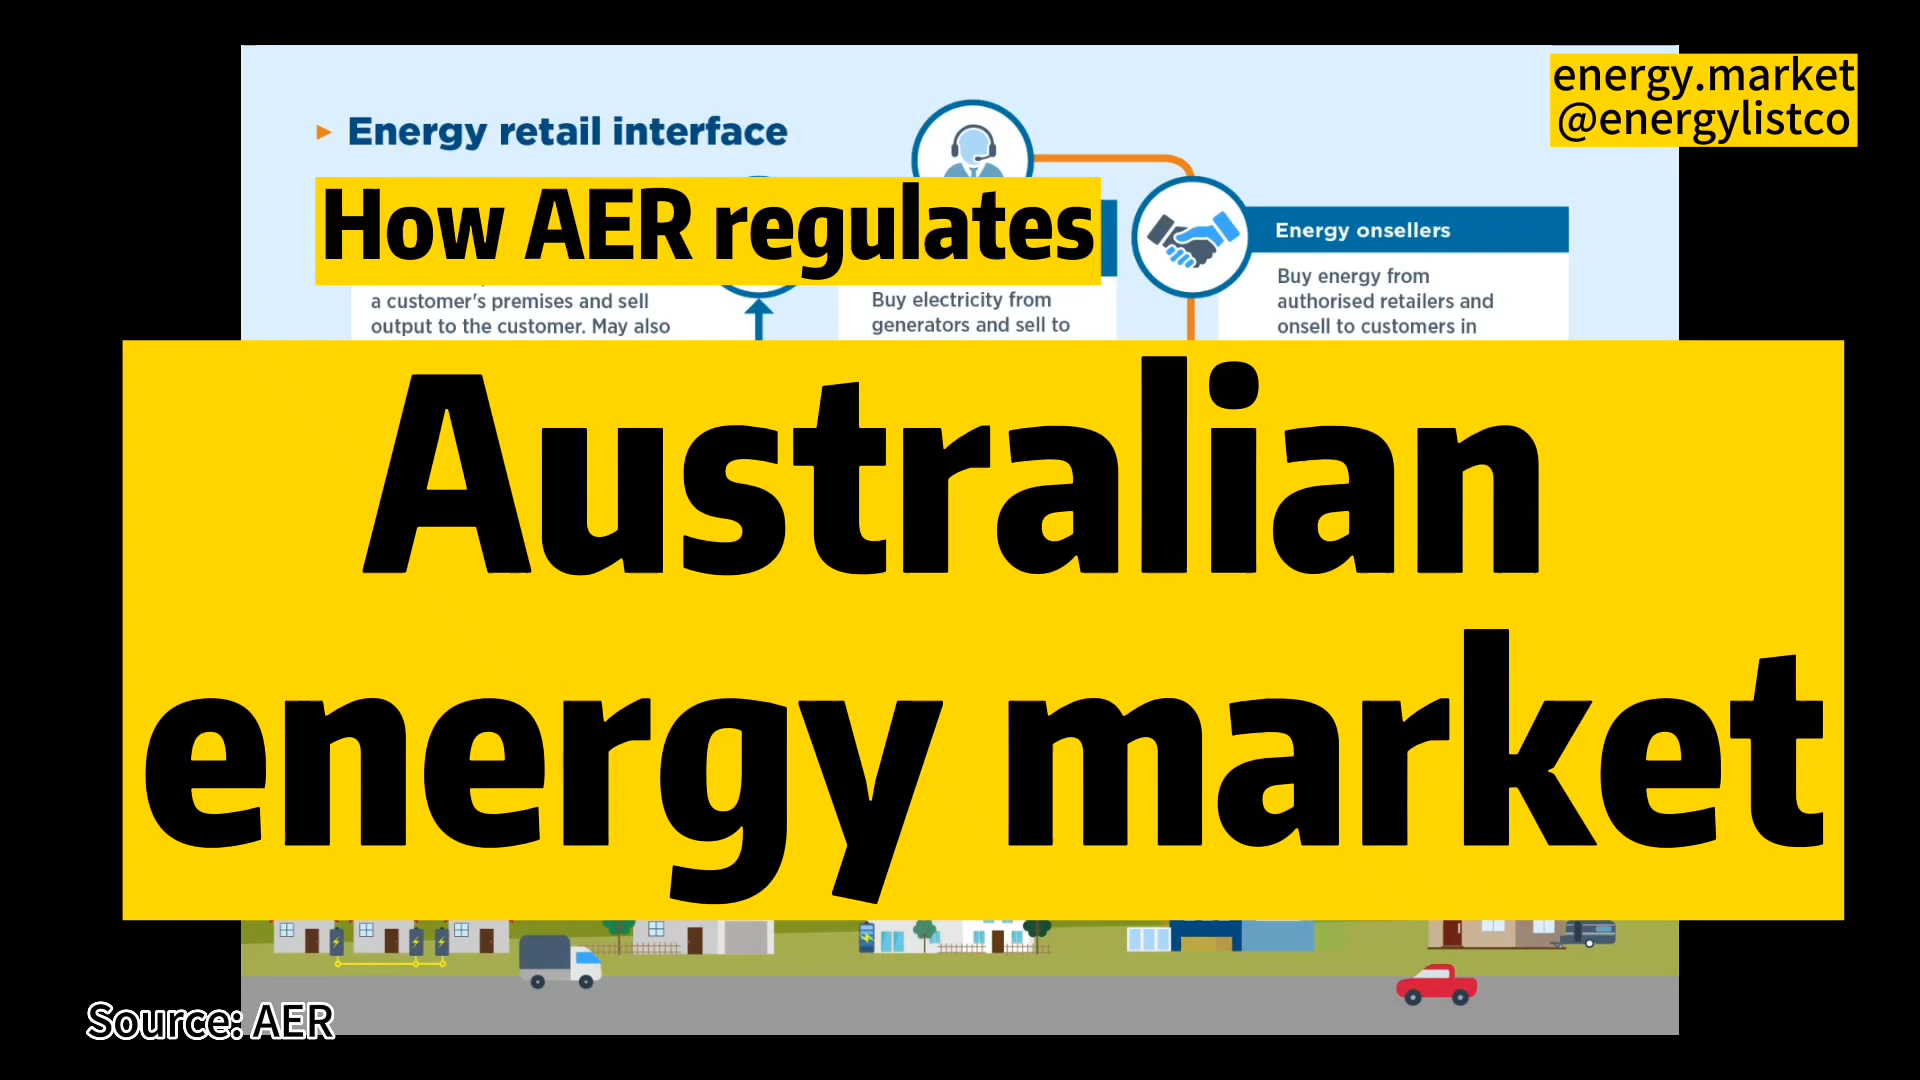 energy.market
@energylistco
Energy retail interface
How AER regulates
Energy onsellers
a customer's premises and sell
output to the customer. May also
Buy electricity from
generators and sell to
Buy energy from
authorised retailers and
onsell to customers in
Australian
energy market
Source: AER